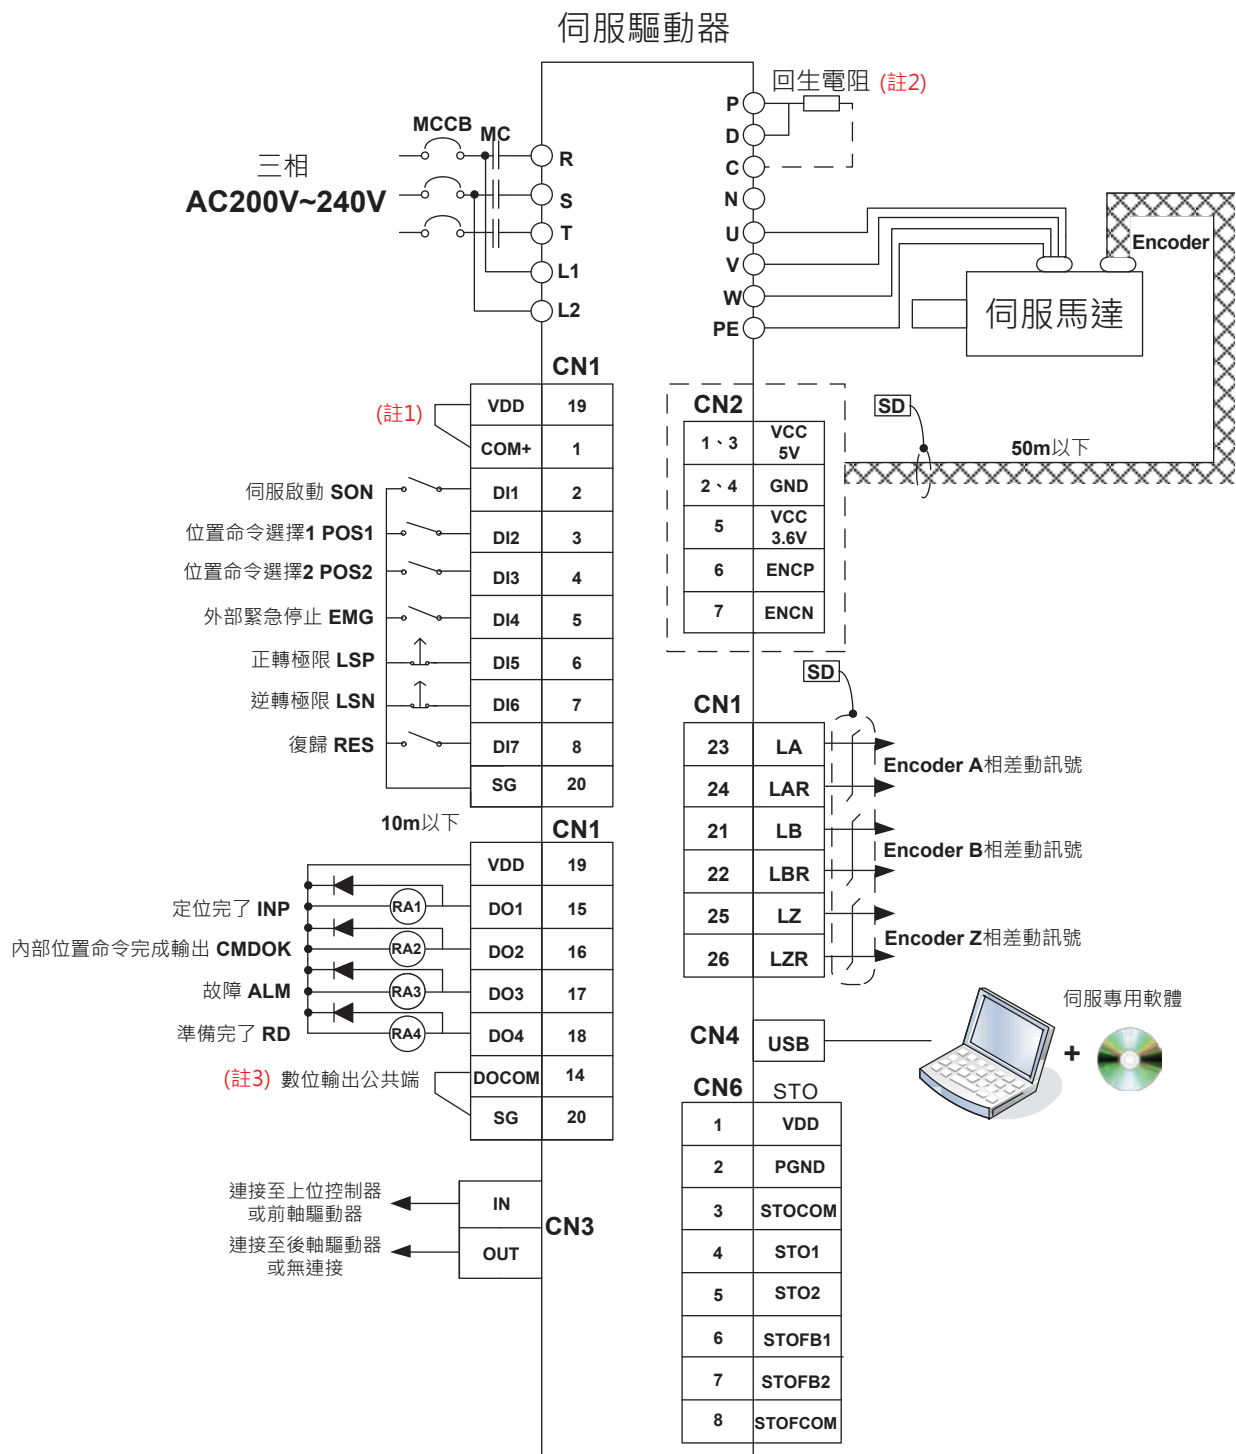 伺服驅動器
回生電阻 (註2)
P
D
C
N
U
V
W
PE
MCCB
MC
三相
AC200V~240V
R
S
T
L1
L2
Encoder
伺服馬達
CN1
(註1)
VDD 19
COM+ 1
伺服啟動 SON DI1 2
位置命令選擇1 POS1 DI2 3
位置命令選擇2 POS2 DI3 4
外部緊急停止 EMG DI4 5
正轉極限 LSP DI5 6
逆轉極限 LSN DI6 7
復歸 RES DI7 8
SG 20
10m以下
CN1
VDD 19
定位完了 INP RA1 DO1 15
內部位置命令完成輸出 CMDOK RA2 DO2 16
故障 ALM RA3 DO3 17
準備完了 RD RA4 DO4 18
(註3) 數位輸出公共端 DOCOM 14
SG 20
連接至上位控制器
或前軸驅動器
IN
CN3
連接至後軸驅動器
或無連接
OUT
CN2
1、3 VCC 5V
2、4 GND
5 VCC 3.6V
6 ENCP
7 ENCN
SD
50m以下
SD
CN1
23 LA
24 LAR
Encoder A相差動訊號
21 LB
22 LBR
Encoder B相差動訊號
25 LZ
26 LZR
Encoder Z相差動訊號
CN4 USB
伺服專用軟體
+
CN6 STO
1 VDD
2 PGND
3 STOCOM
4 STO1
5 STO2
6 STOFB1
7 STOFB2
8 STOFCOM